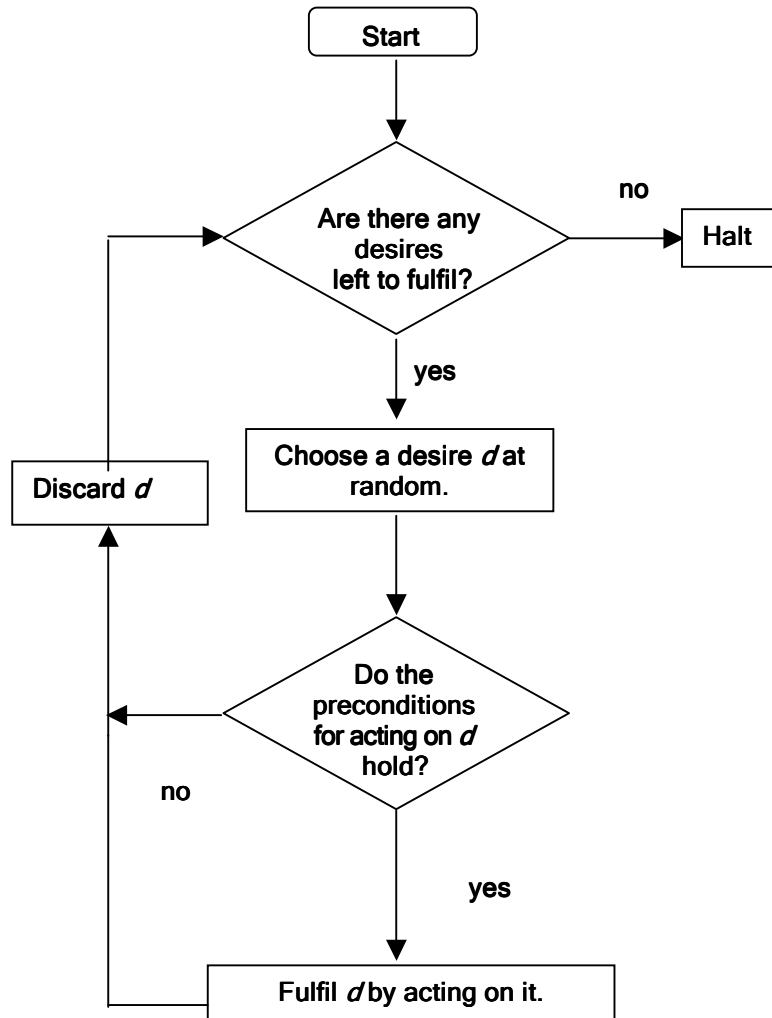 Start
no
Are there any
desires
left to fulfil?
Halt
yes
Choose a desire d at
random.
Discard d
Do the
preconditions
for acting on d
hold?
no
yes
Fulfil d by acting on it.